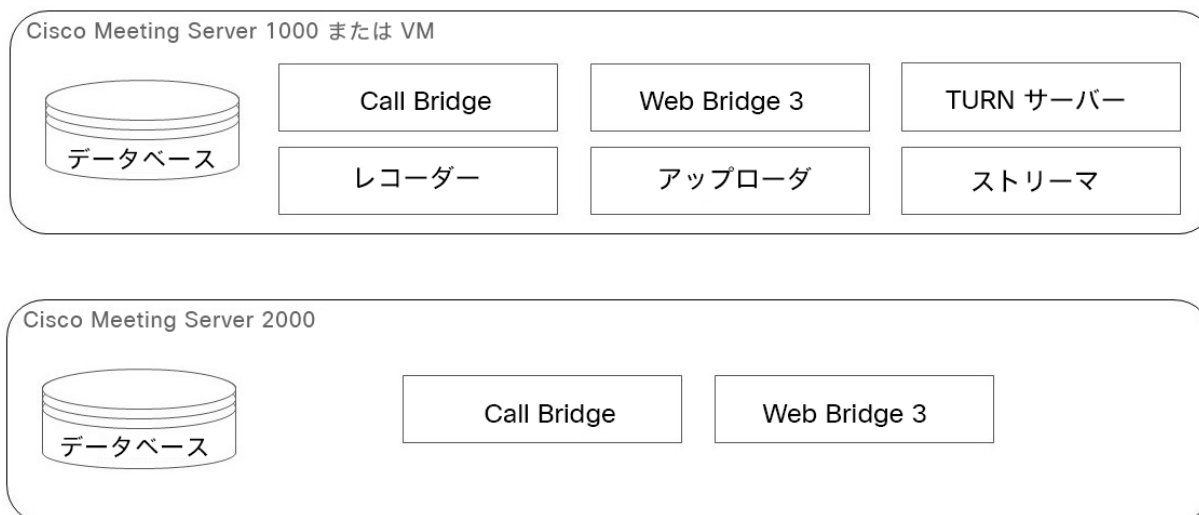 Cisco Meeting Server 1000 または VM
Call Bridge
Web Bridge 3
TURN サーバー
データベース
レコーダー
アップローダ
ストリーマ
Cisco Meeting Server 2000
Call Bridge
Web Bridge 3
データベース